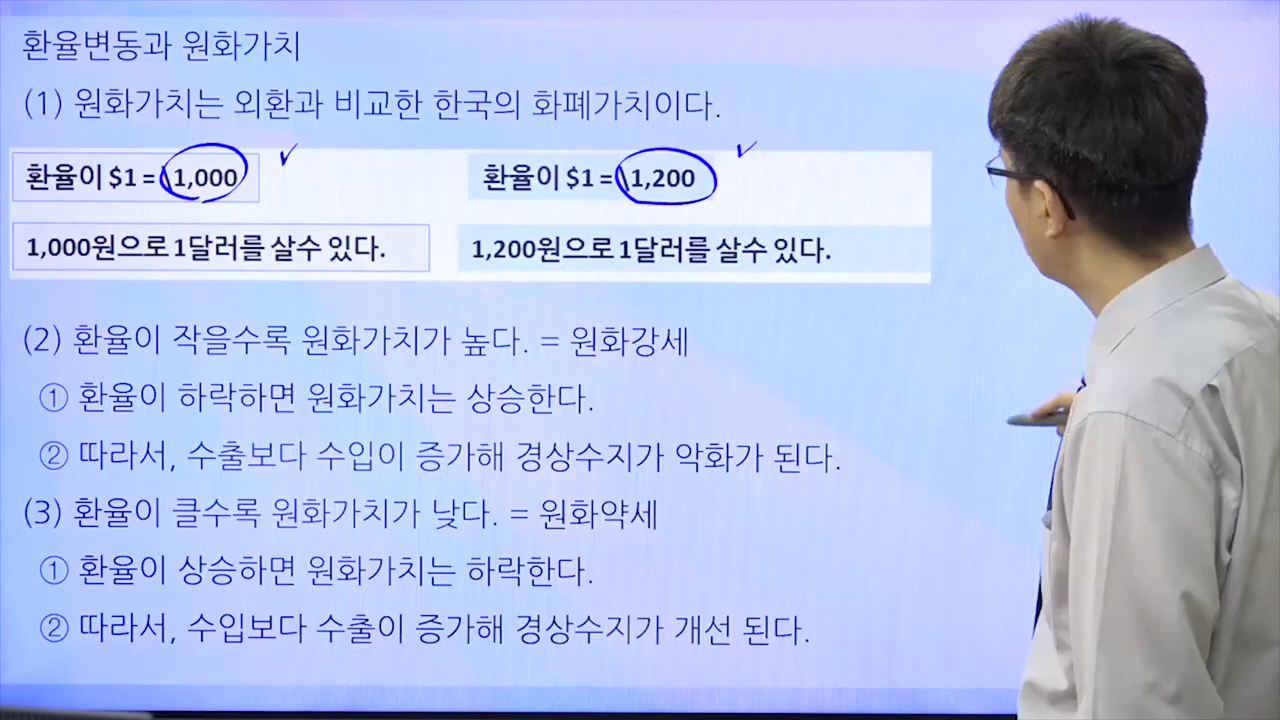 환율변동과 원화가치
(1) 원화가치는 외환과 비교한 한국의 화폐가치이다.
환율이 $1 = \1,000
환율이 $1 = \1,200
1,000원으로 1달러를 살수 있다.
1,200원으로 1달러를 살수 있다.
(2) 환율이 작을수록 원화가치가 높다. = 원화강세
① 환율이 하락하면 원화가치는 상승한다.
② 따라서, 수출보다 수입이 증가해 경상수지가 악화가 된다.
(3) 환율이 클수록 원화가치가 낮다. = 원화약세
① 환율이 상승하면 원화가치는 하락한다.
② 따라서, 수입보다 수출이 증가해 경상수지가 개선 된다.